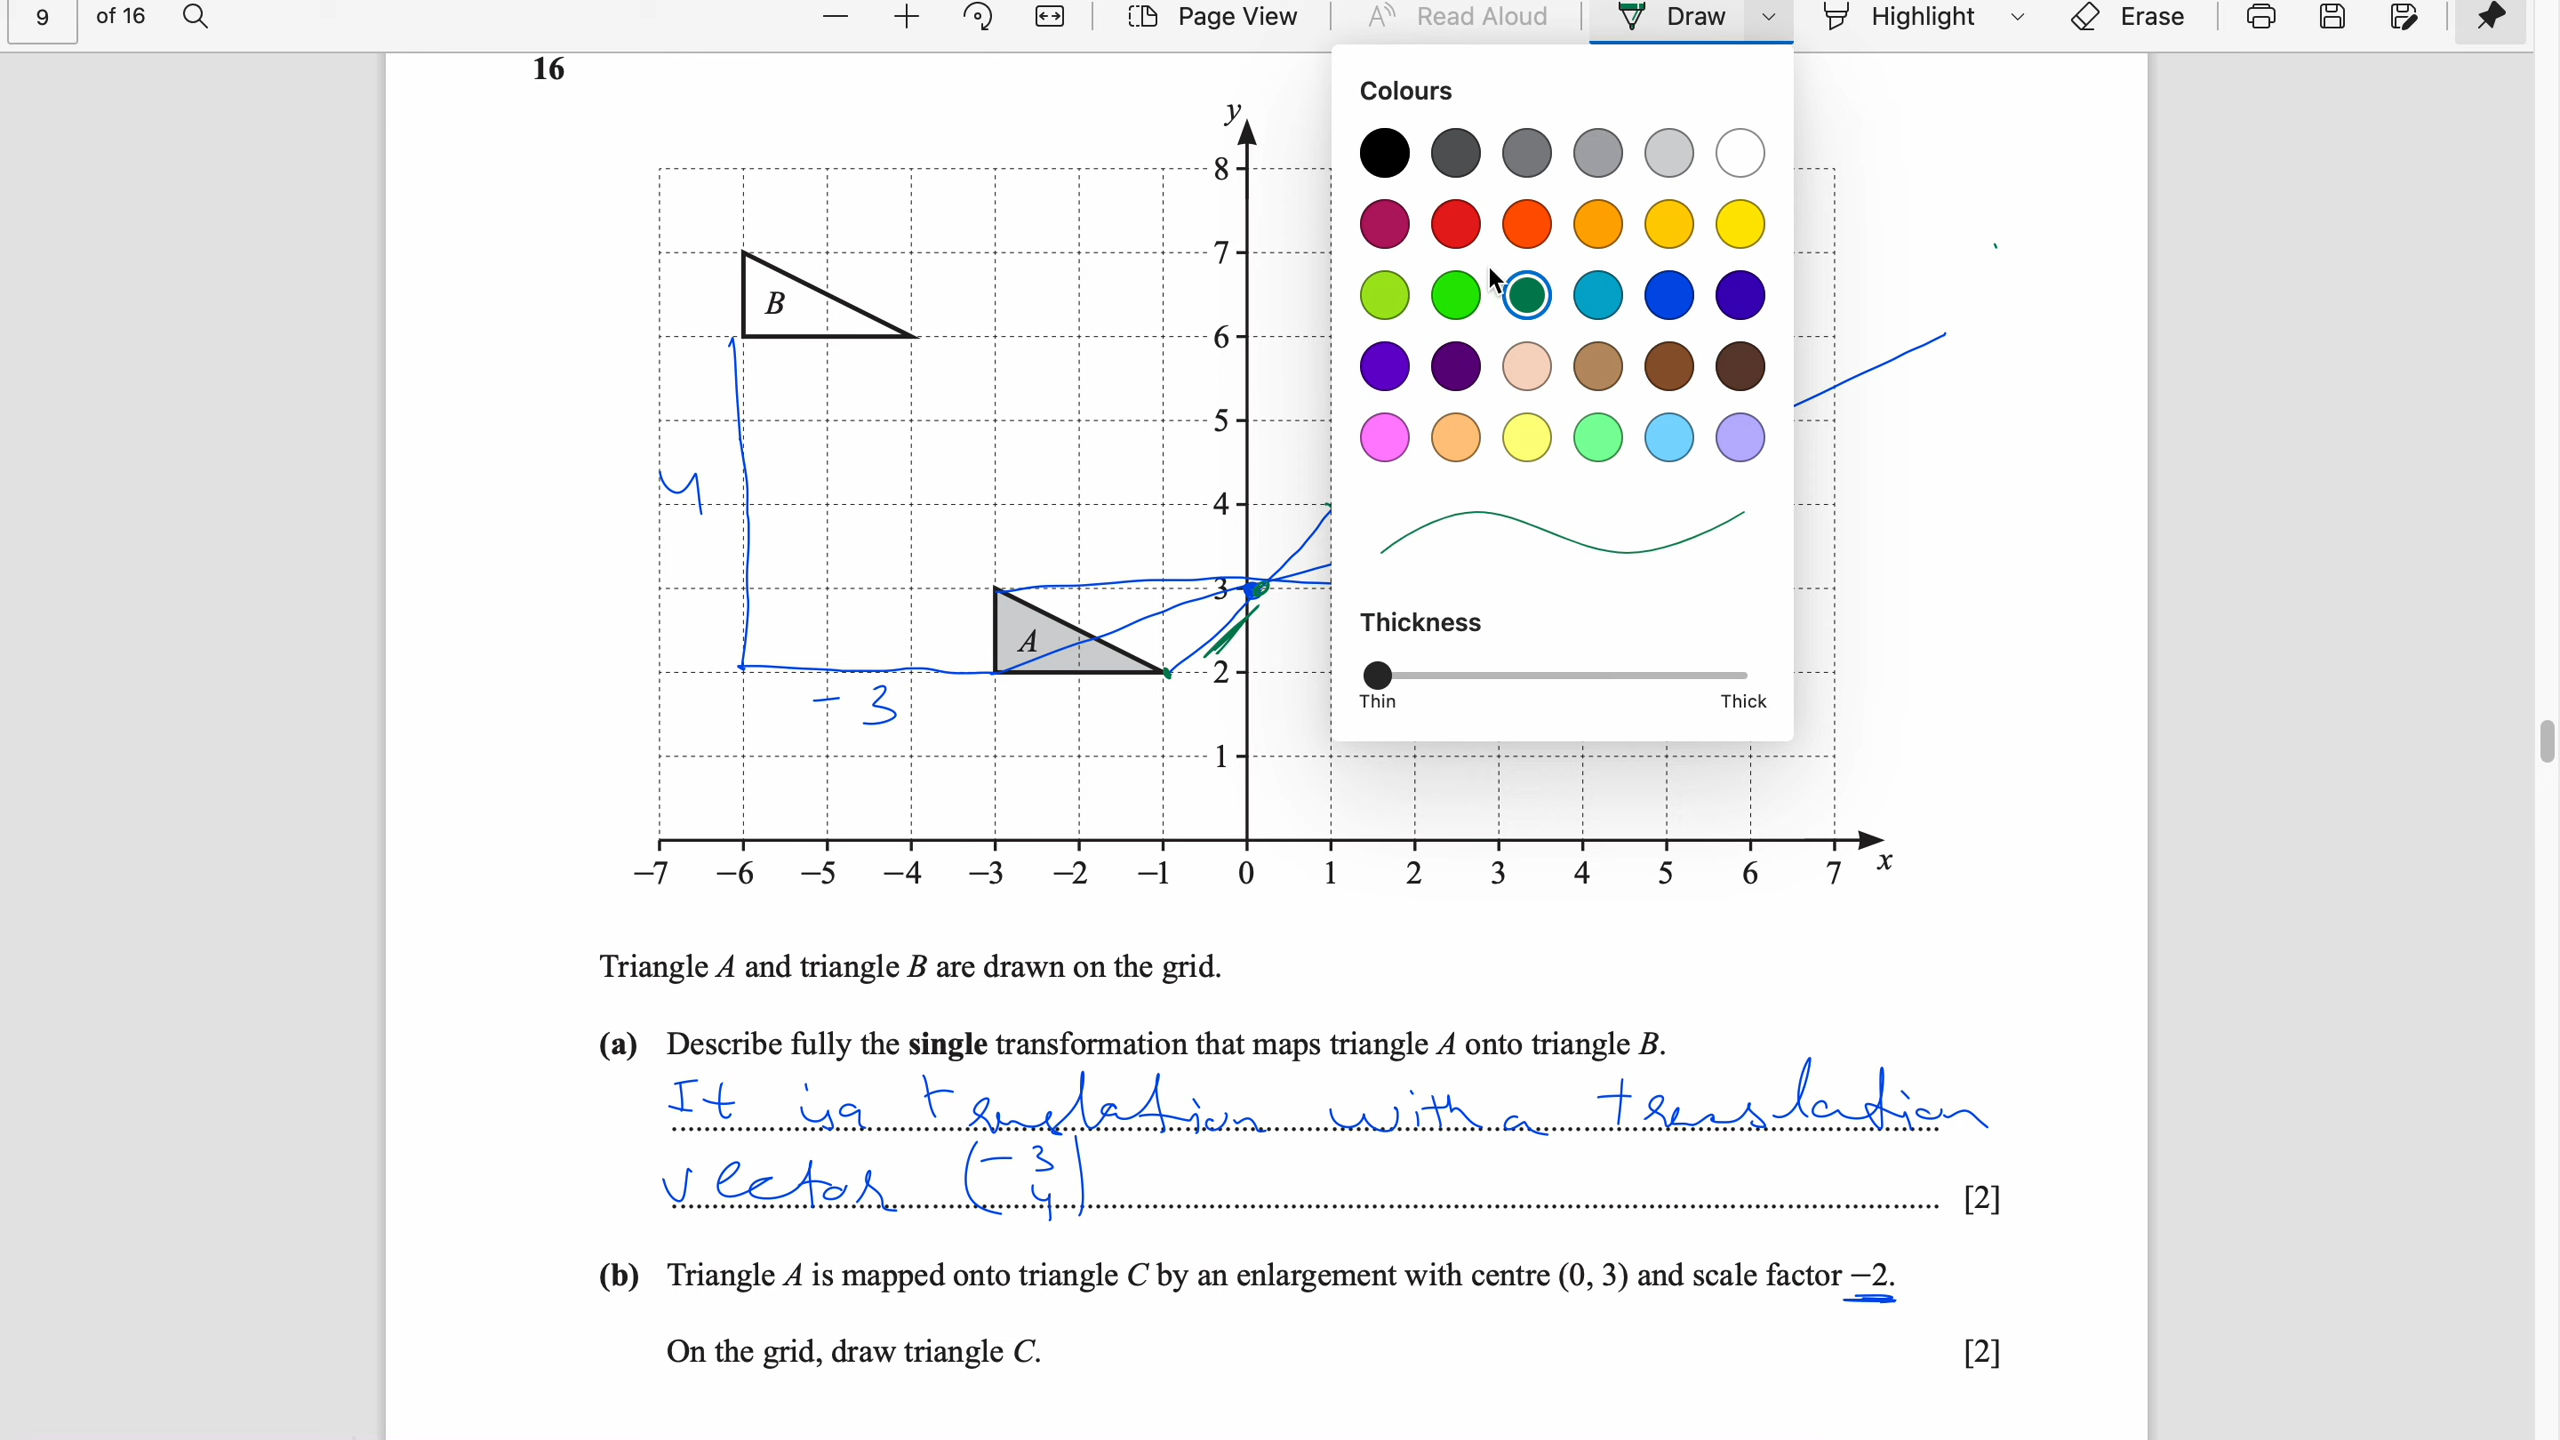 9 of 16 Page View Read Aloud Draw Highlight Erase
16
Colours
y
8
7
6
5
4
3
2
1
B
4
A
- 3
Thickness
Thin Thick
−7 −6 −5 −4 −3 −2 −1 0 1 2 3 4 5 6 7 x
Triangle A and triangle B are drawn on the grid.
(a) Describe fully the single transformation that maps triangle A onto triangle B.
It is a translation with a translation
vector (-3 4) [2]
(b) Triangle A is mapped onto triangle C by an enlargement with centre (0, 3) and scale factor −2.
On the grid, draw triangle C. [2]